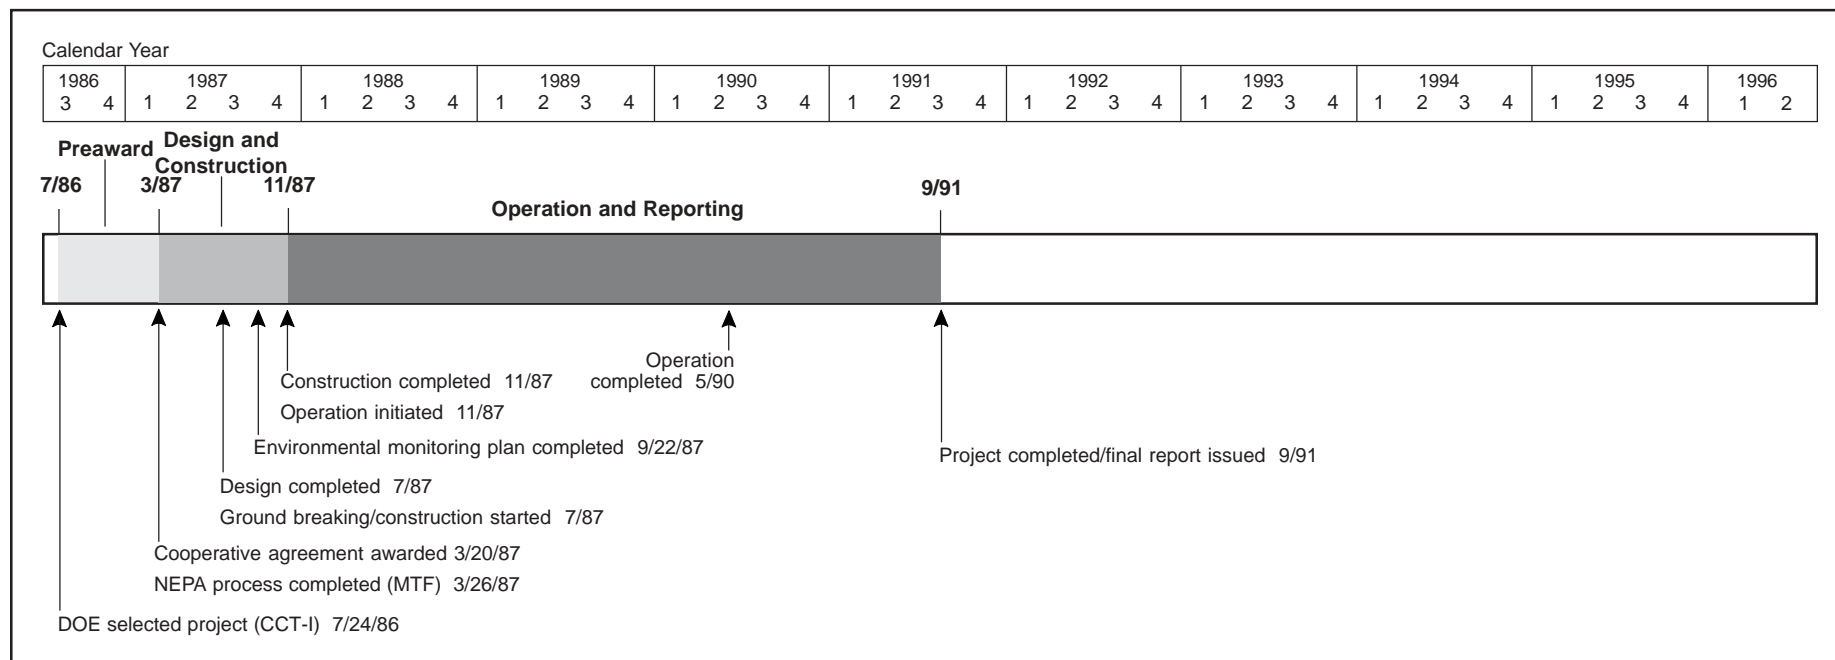 Calendar Year
1986 1987 1988 1989 1990 1991 1992 1993 1994 1995 1996
3 4 1 2 3 4 1 2 3 4 1 2 3 4 1 2 3 4 1 2 3 4 1 2 3 4 1 2 3 4 1 2 3 4 1 2 3 4 1 2
Preaward
Design and
Construction
7/86 3/87 11/87 9/91
Operation and Reporting
Operation
completed 5/90
Construction completed 11/87
Operation initiated 11/87
Environmental monitoring plan completed 9/22/87
Project completed/final report issued 9/91
Design completed 7/87
Ground breaking/construction started 7/87
Cooperative agreement awarded 3/20/87
NEPA process completed (MTF) 3/26/87
DOE selected project (CCT-I) 7/24/86